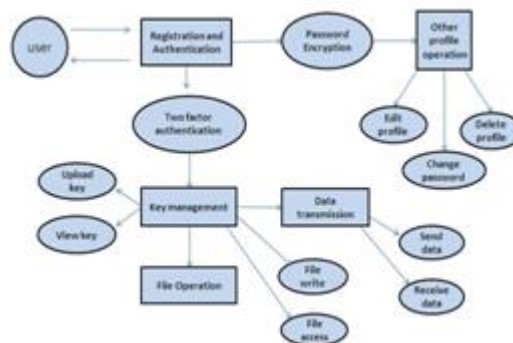 user
Registration and
Authentication
Password
Encryption
Other
profile
operation
Edit
profile
Delete
profile
Change
password
Two factor
authentication
Upload
key
View key
Key management
Data
transmission
Send
data
Receive
data
File Operation
File
write
File
access